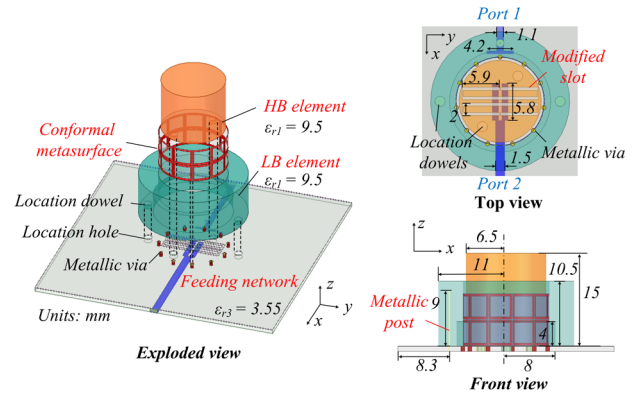 HB element
εr1 = 9.5
Conformal
metasurface
LB element
εr1 = 9.5
Location dowel
Location hole
Metallic via
Feeding network
εr3 = 3.55
Units: mm
z
y
x
Exploded view
Port 1
y
x
1.1
4.2
Modified
slot
5.9
5.8
2
Location
dowels
1.5
Metallic via
Port 2
Top view
z
x
6.5
11
10.5
15
9
Metallic
post
4
8.3
8
Front view